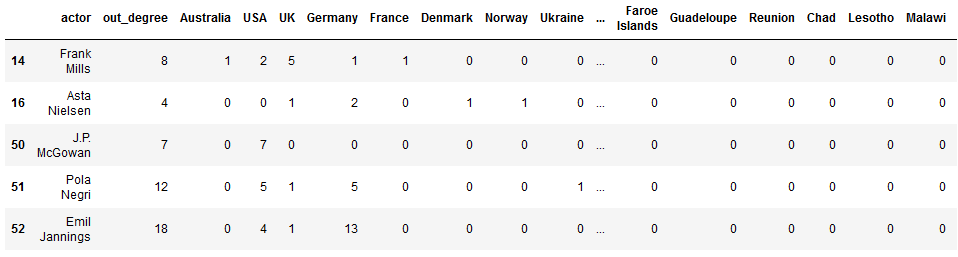 actor out_degree Australia USA UK Germany France Denmark Norway Ukraine ... Faroe Islands Guadeloupe Reunion Chad Lesotho Malawi
14 Frank Mills 8 1 2 5 1 1 0 0 0 ... 0 0 0 0 0 0
16 Asta Nielsen 4 0 0 1 2 0 1 1 0 ... 0 0 0 0 0 0
50 J.P. McGowan 7 0 7 0 0 0 0 0 0 ... 0 0 0 0 0 0
51 Pola Negri 12 0 5 1 5 0 0 0 1 ... 0 0 0 0 0 0
52 Emil Jannings 18 0 4 1 13 0 0 0 0 ... 0 0 0 0 0 0